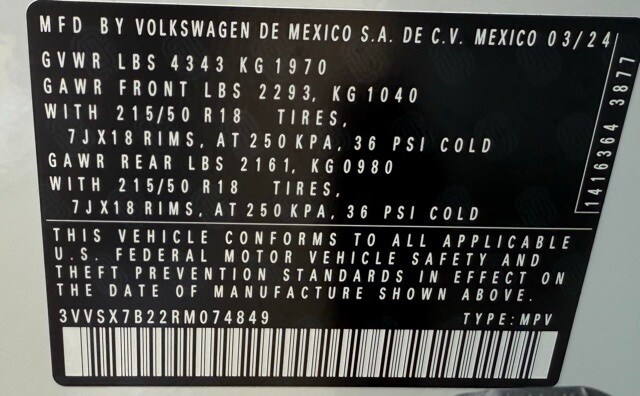 MFD BY VOLKSWAGEN DE MEXICO S.A. DE C.V. MEXICO 03/24
GVWR LBS 4343 KG 1970
GAWR FRONT LBS 2293, KG 1040
WITH 215/50 R18 TIRES,
7JX18 RIMS, AT 250 KPA, 36 PSI COLD
GAWR REAR LBS 2161, KG 0980
WITH 215/50 R18 TIRES,
7JX18 RIMS, AT 250 KPA, 36 PSI COLD
1416364 3877
THIS VEHICLE CONFORMS TO ALL APPLICABLE
U.S. FEDERAL MOTOR VEHICLE SAFETY AND
THEFT PREVENTION STANDARDS IN EFFECT ON
THE DATE OF MANUFACTURE SHOWN ABOVE.
3VVSX7B22RM074849 TYPE: MPV